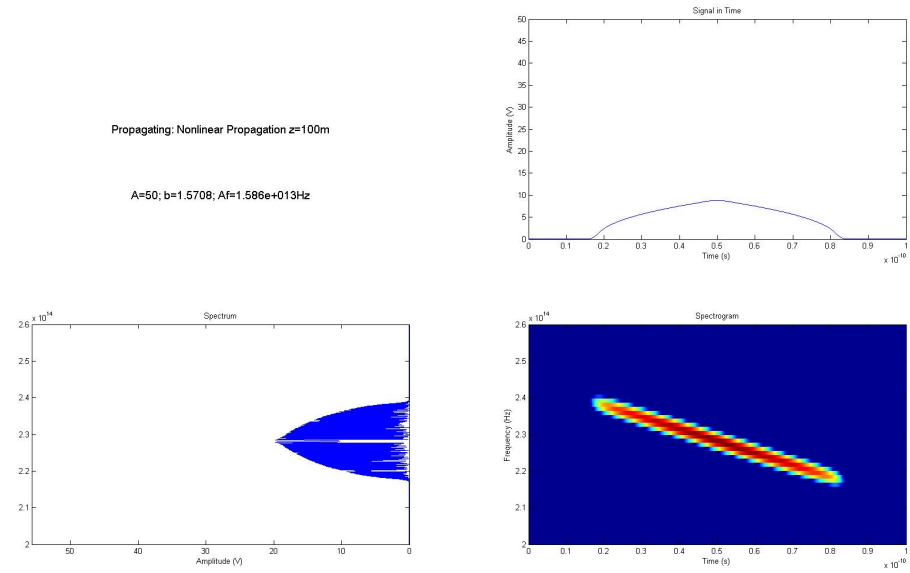 Propagating: Nonlinear Propagation z=100m
A=50; b=1.5708; Af=1.586e+013Hz
Signal in Time
50
45
40
35
30
25
20
15
10
5
0
Amplitude (V)
0 0.1 0.2 0.3 0.4 0.5 0.6 0.7 0.8 0.9 1
Time (s)
x 10^-10
Spectrum
x 10^14
2.6
2.5
2.4
2.3
2.2
2.1
2
50 40 30 20 10 0
Amplitude (V)
Spectrogram
x 10^14
2.6
2.5
2.4
2.3
2.2
2.1
2
Frequency (Hz)
0 0.1 0.2 0.3 0.4 0.5 0.6 0.7 0.8 0.9 1
Time (s)
x 10^-10